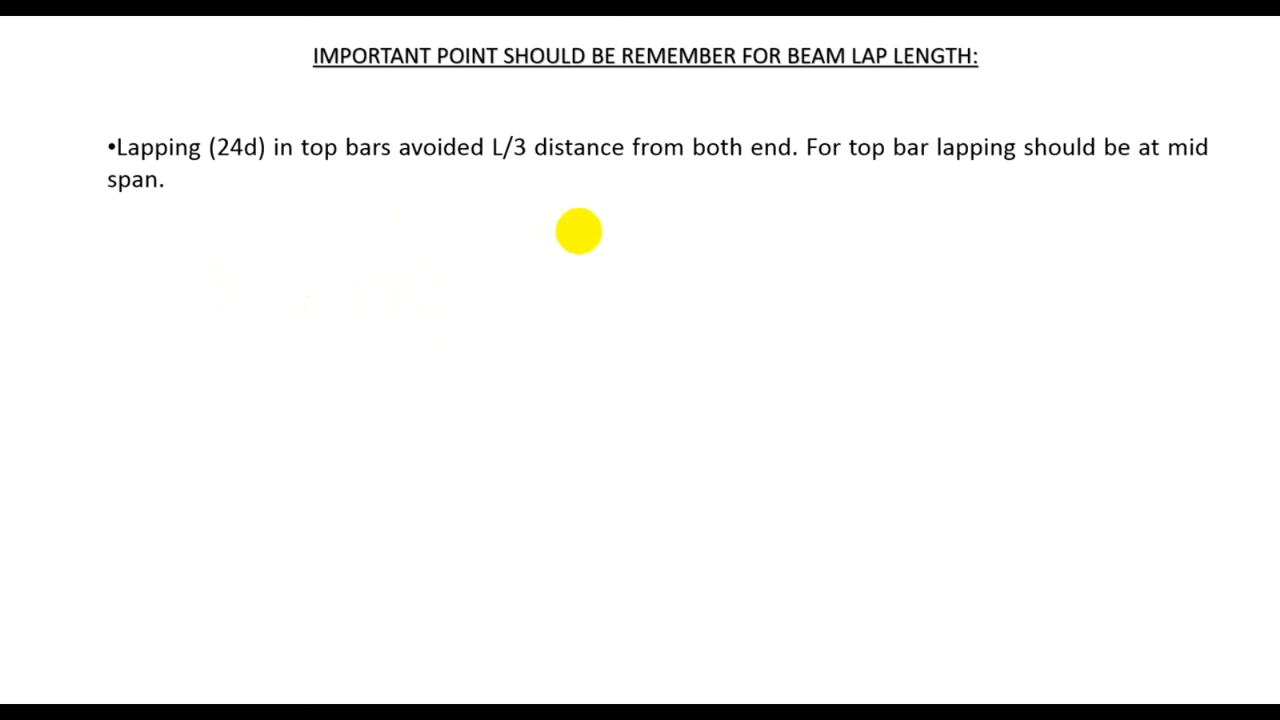 IMPORTANT POINT SHOULD BE REMEMBER FOR BEAM LAP LENGTH:
•Lapping (24d) in top bars avoided L/3 distance from both end. For top bar lapping should be at mid
span.